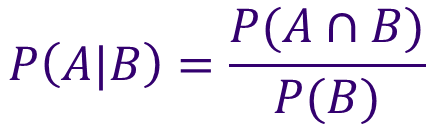 P(A|B) = P(A ∩ B) / P(B)